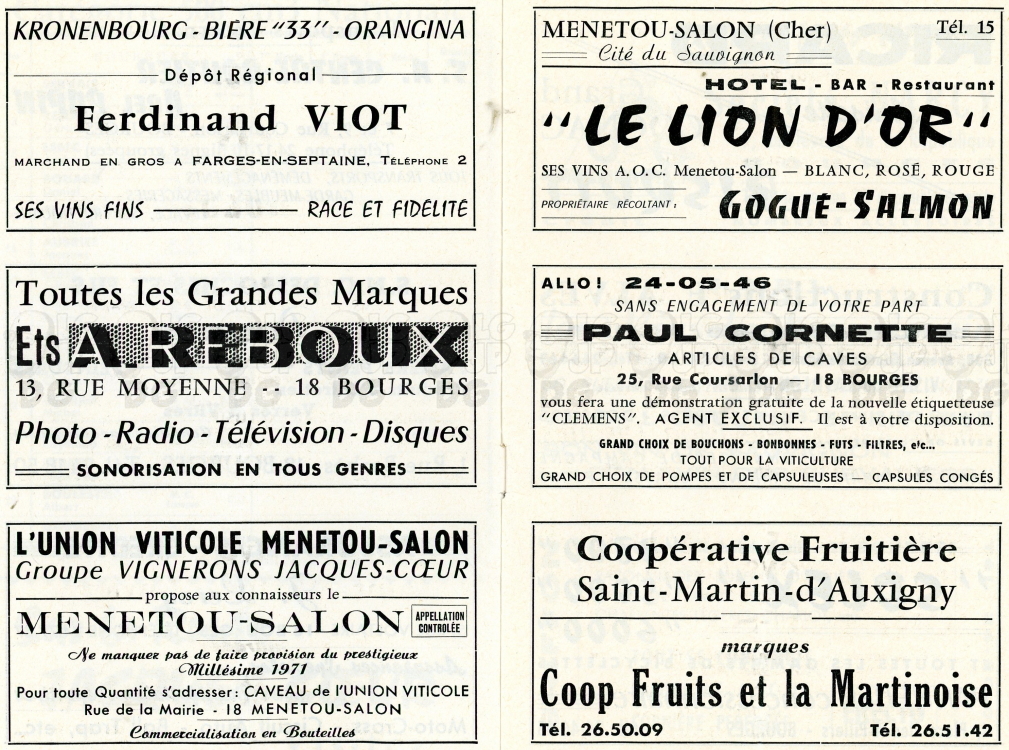 KRONENBOURG - BIÈRE "33" - ORANGINA
Dépôt Régional
Ferdinand VIOT
MARCHAND EN GROS A FARGES-EN-SEPTAINE, TÉLÉPHONE 2
SES VINS FINS — RACE ET FIDÉLITÉ
Toutes les Grandes Marques
Ets A REBOUX
13, RUE MOYENNE -:- 18 BOURGES
Photo - Radio - Télévision - Disques
SONORISATION EN TOUS GENRES
L'UNION VITICOLE MENETOU-SALON
Groupe VIGNERONS JACQUES-CŒUR
propose aux connaisseurs le
MENETOU-SALON APPELLATION CONTROLÉE
Ne manquez pas de faire provision du prestigieux
Millésime 1971
Pour toute Quantité s'adresser : CAVEAU de l'UNION VITICOLE
Rue de la Mairie - 18 MENETOU-SALON
Commercialisation en Bouteilles
MENETOU-SALON (Cher) Tél. 15
Cité du Sauvignon
HOTEL - BAR - Restaurant
"LE LION D'OR"
SES VINS A.O.C. Menetou-Salon — BLANC, ROSÉ, ROUGE
PROPRIÉTAIRE RÉCOLTANT : GOGUE-SALMON
ALLO ! 24-05-46
SANS ENGAGEMENT DE VOTRE PART
PAUL CORNETTE
ARTICLES DE CAVES
25, Rue Coursarlon — 18 BOURGES
vous fera une démonstration gratuite de la nouvelle étiqueteuse
"CLEMENS". AGENT EXCLUSIF. Il est à votre disposition.
GRAND CHOIX DE BOUCHONS - BONBONNES - FUTS - FILTRES, etc...
TOUT POUR LA VITICULTURE
GRAND CHOIX DE POMPES ET DE CAPSULEUSES — CAPSULES CONGÉS
Coopérative Fruitière
Saint-Martin-d'Auxigny
marques
Coop Fruits et la Martinoise
Tél. 26.50.09 Tél. 26.51.42